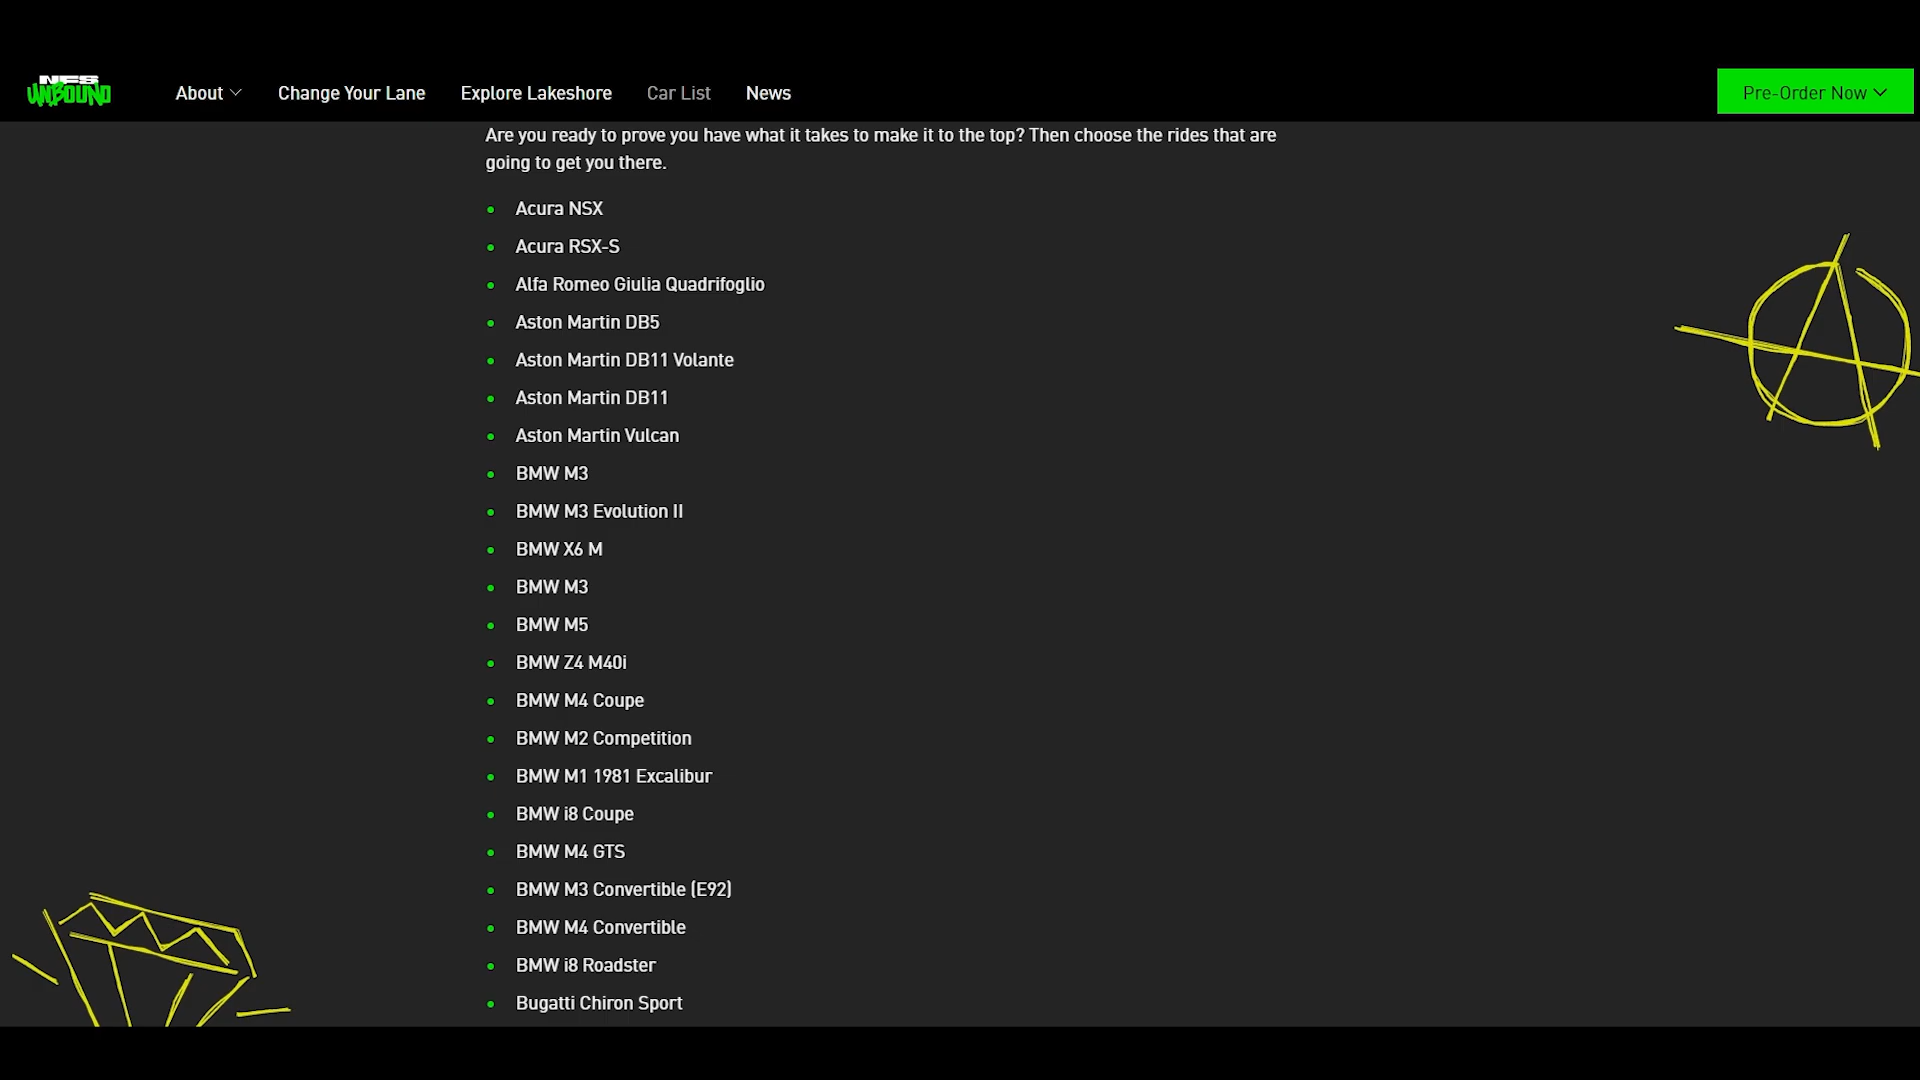 NFS
UNBOUND
About
Change Your Lane
Explore Lakeshore
Car List
News
Pre-Order Now
Are you ready to prove you have what it takes to make it to the top? Then choose the rides that are
going to get you there.
Acura NSX
Acura RSX-S
Alfa Romeo Giulia Quadrifoglio
Aston Martin DB5
Aston Martin DB11 Volante
Aston Martin DB11
Aston Martin Vulcan
BMW M3
BMW M3 Evolution II
BMW X6 M
BMW M3
BMW M5
BMW Z4 M40i
BMW M4 Coupe
BMW M2 Competition
BMW M1 1981 Excalibur
BMW i8 Coupe
BMW M4 GTS
BMW M3 Convertible (E92)
BMW M4 Convertible
BMW i8 Roadster
Bugatti Chiron Sport